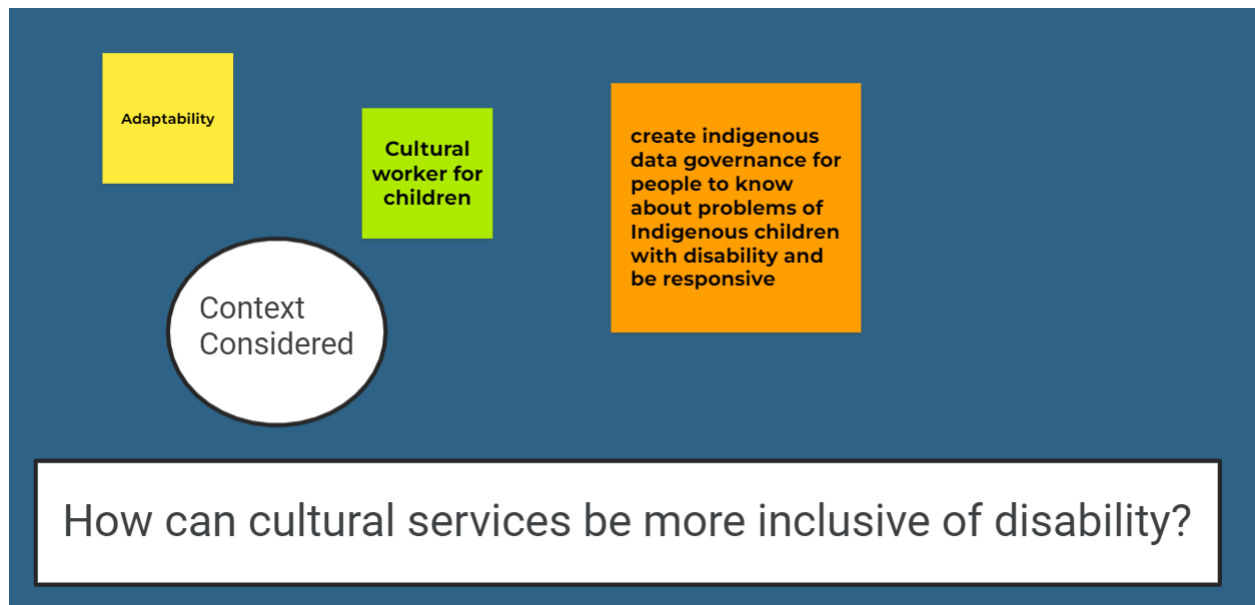 Adaptability
Cultural
worker for
children
create indigenous
data governance for
people to know
about problems of
Indigenous children
with disability and
be responsive
Context
Considered
How can cultural services be more inclusive of disability?